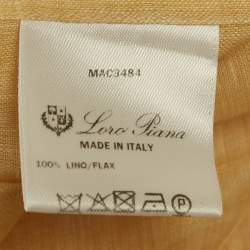 MAC3484
Loro Piana
MADE IN ITALY
100% LINO/FLAX
P